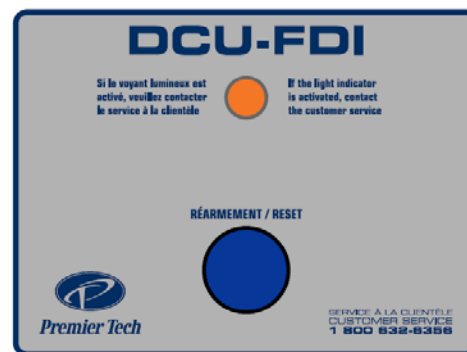 DCU-FDI
Si le voyant lumineux est
activé, veuillez contacter
le service à la clientèle
If the light indicator
is activated, contact
the customer service
RÉARMEMENT / RESET
Premier Tech
SERVICE À LA CLIENTÈLE
CUSTOMER SERVICE
1 800 632-6356